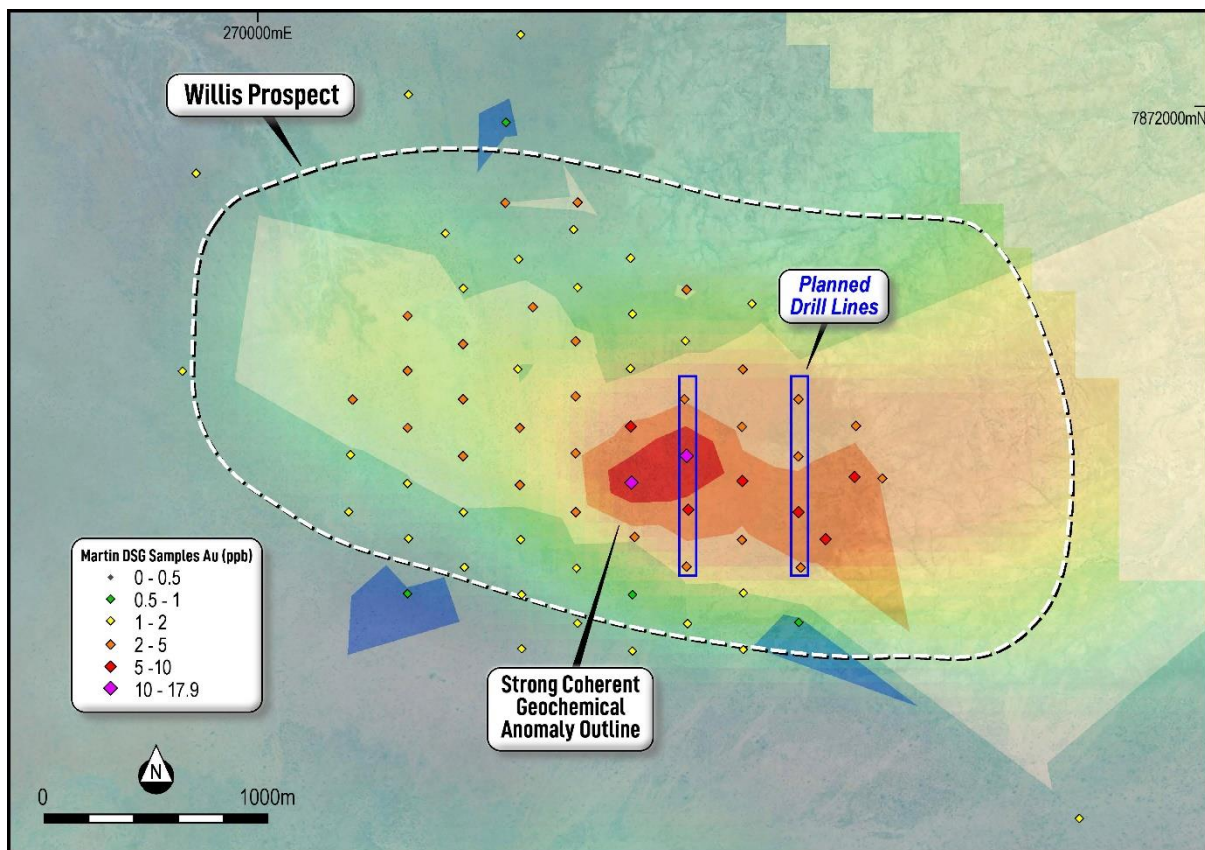 270000mE
Willis Prospect
7872000mN
Planned
Drill Lines
Martin DSG Samples Au (ppb)
0 - 0.5
0.5 - 1
1 - 2
2 - 5
5 -10
10 - 17.9
Strong Coherent
Geochemical
Anomaly Outline
N
0 1000m